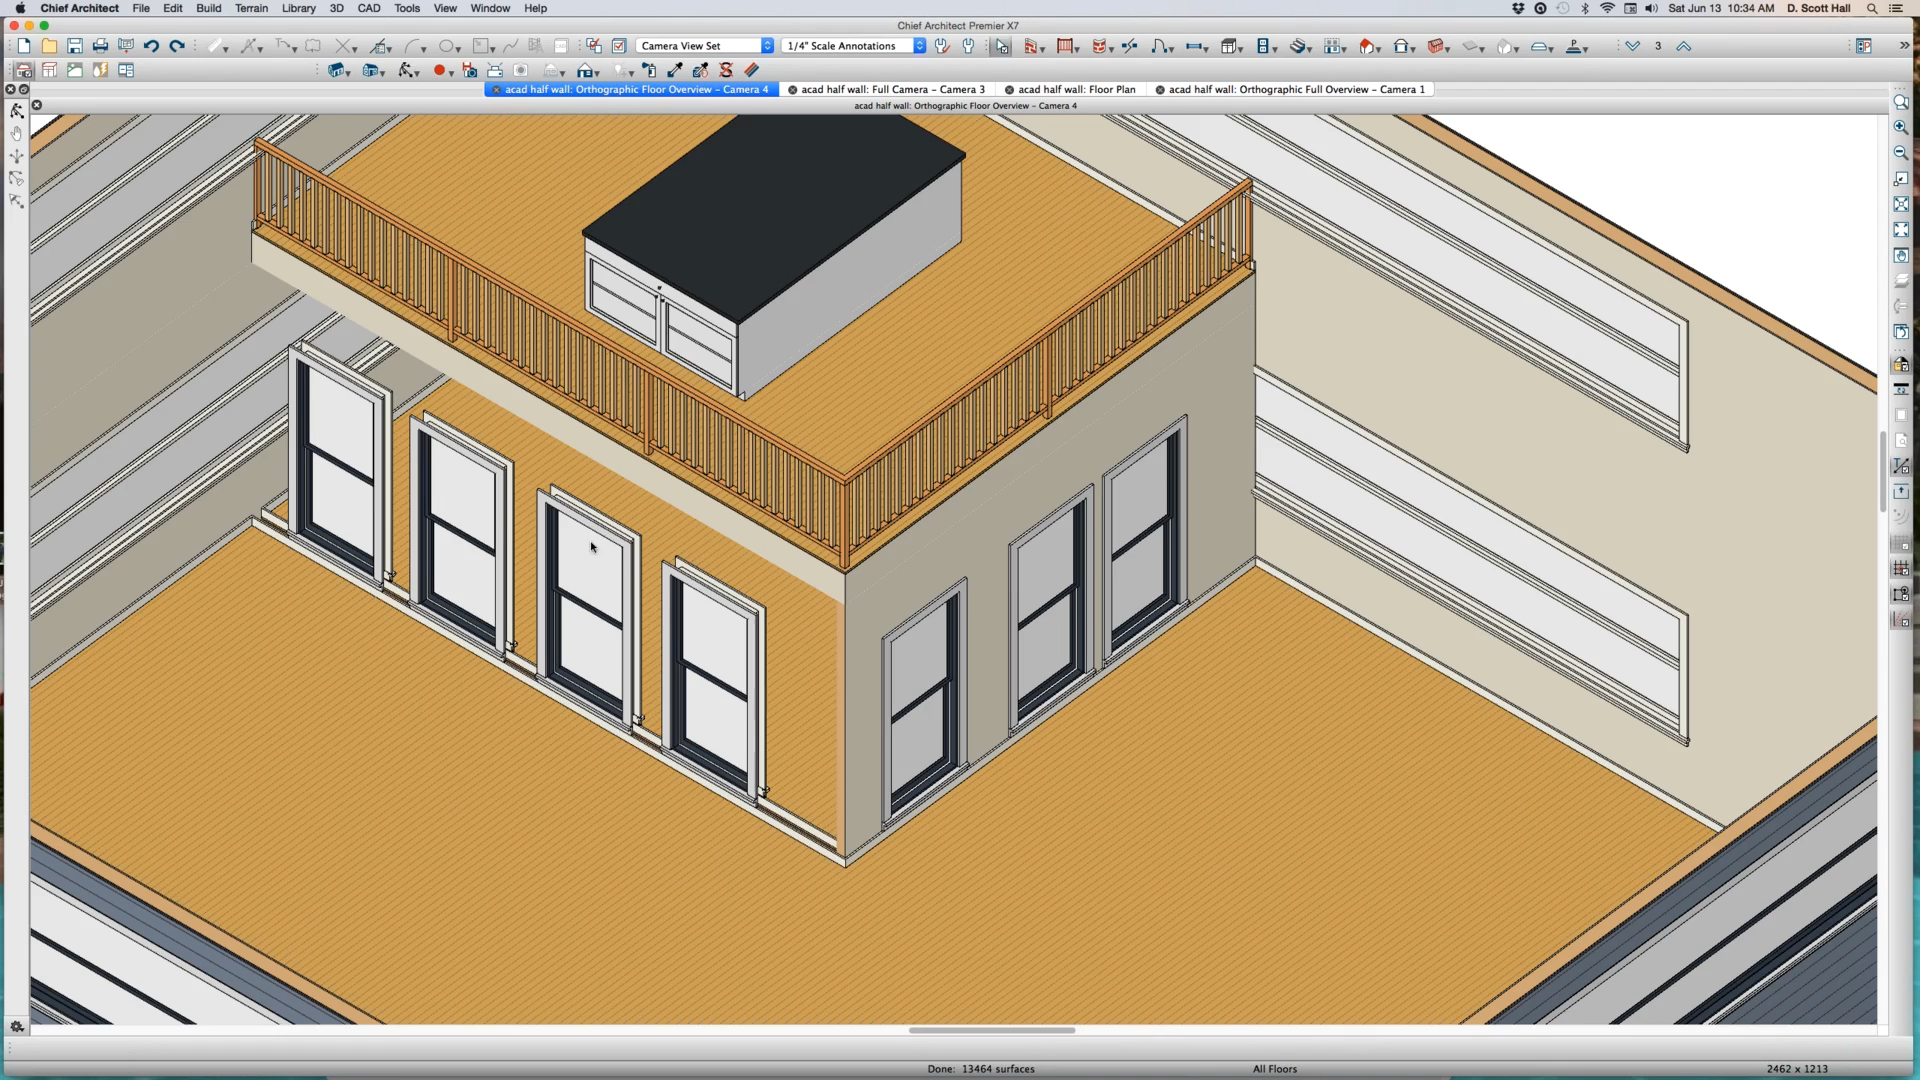 Chief Architect File Edit Build Terrain Library 3D CAD Tools View Window Help Sat Jun 13 10:34 AM D. Scott Hall
Chief Architect Premier X7
Camera View Set 1/4" Scale Annotations 3
acad half wall: Orthographic Floor Overview - Camera 4 acad half wall: Full Camera - Camera 3 acad half wall: Floor Plan acad half wall: Orthographic Full Overview - Camera 1
acad half wall: Orthographic Floor Overview - Camera 4
Done: 13464 surfaces All Floors 2462 x 1213